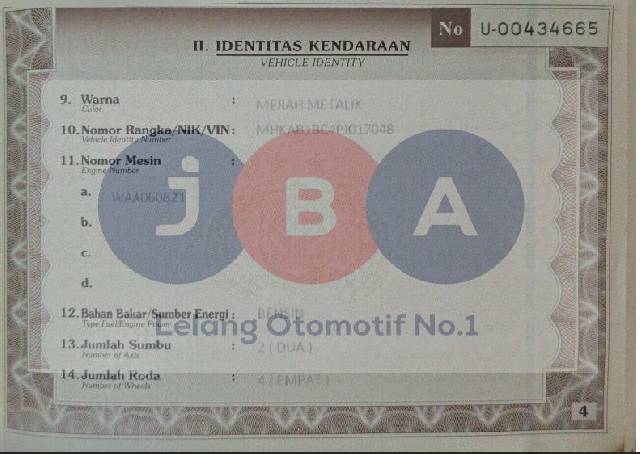 No U-00434665
II. IDENTITAS KENDARAAN
VEHICLE IDENTITY
9. Warna : MERAH METALIK
Color
10. Nomor Rangka/NIK/VIN :
Vehicle Identity Number
11. Nomor Mesin :
Engine Number
a. WAA060821
b.
c.
d.
JBA
12. Bahan Bakar/Sumber Energi : BENSIN
Type Fuel/Engine Power
Lelang Otomotif No.1
13. Jumlah Sumbu : 2 ( DUA )
Number of Axis
14. Jumlah Roda : 4 ( EMPAT )
Number of Wheels
4